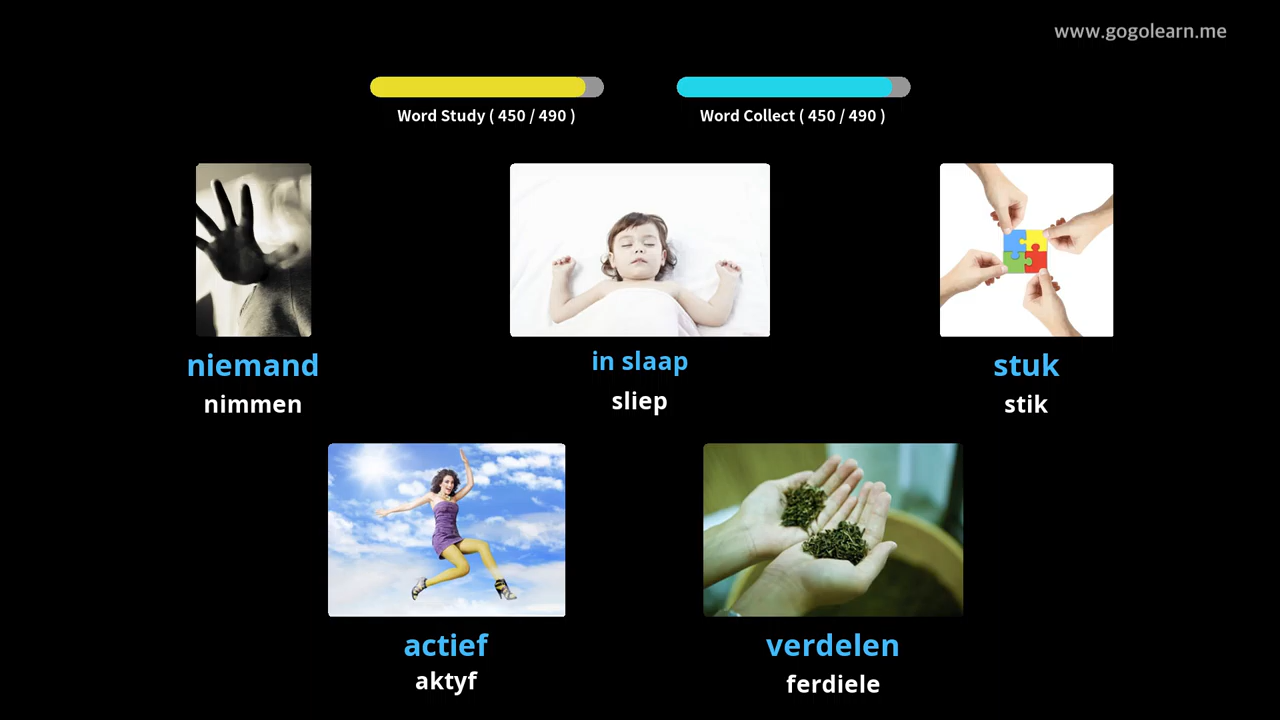 www.gogolearn.me
Word Study ( 450 / 490 )
Word Collect ( 450 / 490 )
niemand
nimmen
in slaap
sliep
stuk
stik
actief
aktyf
verdelen
ferdiele